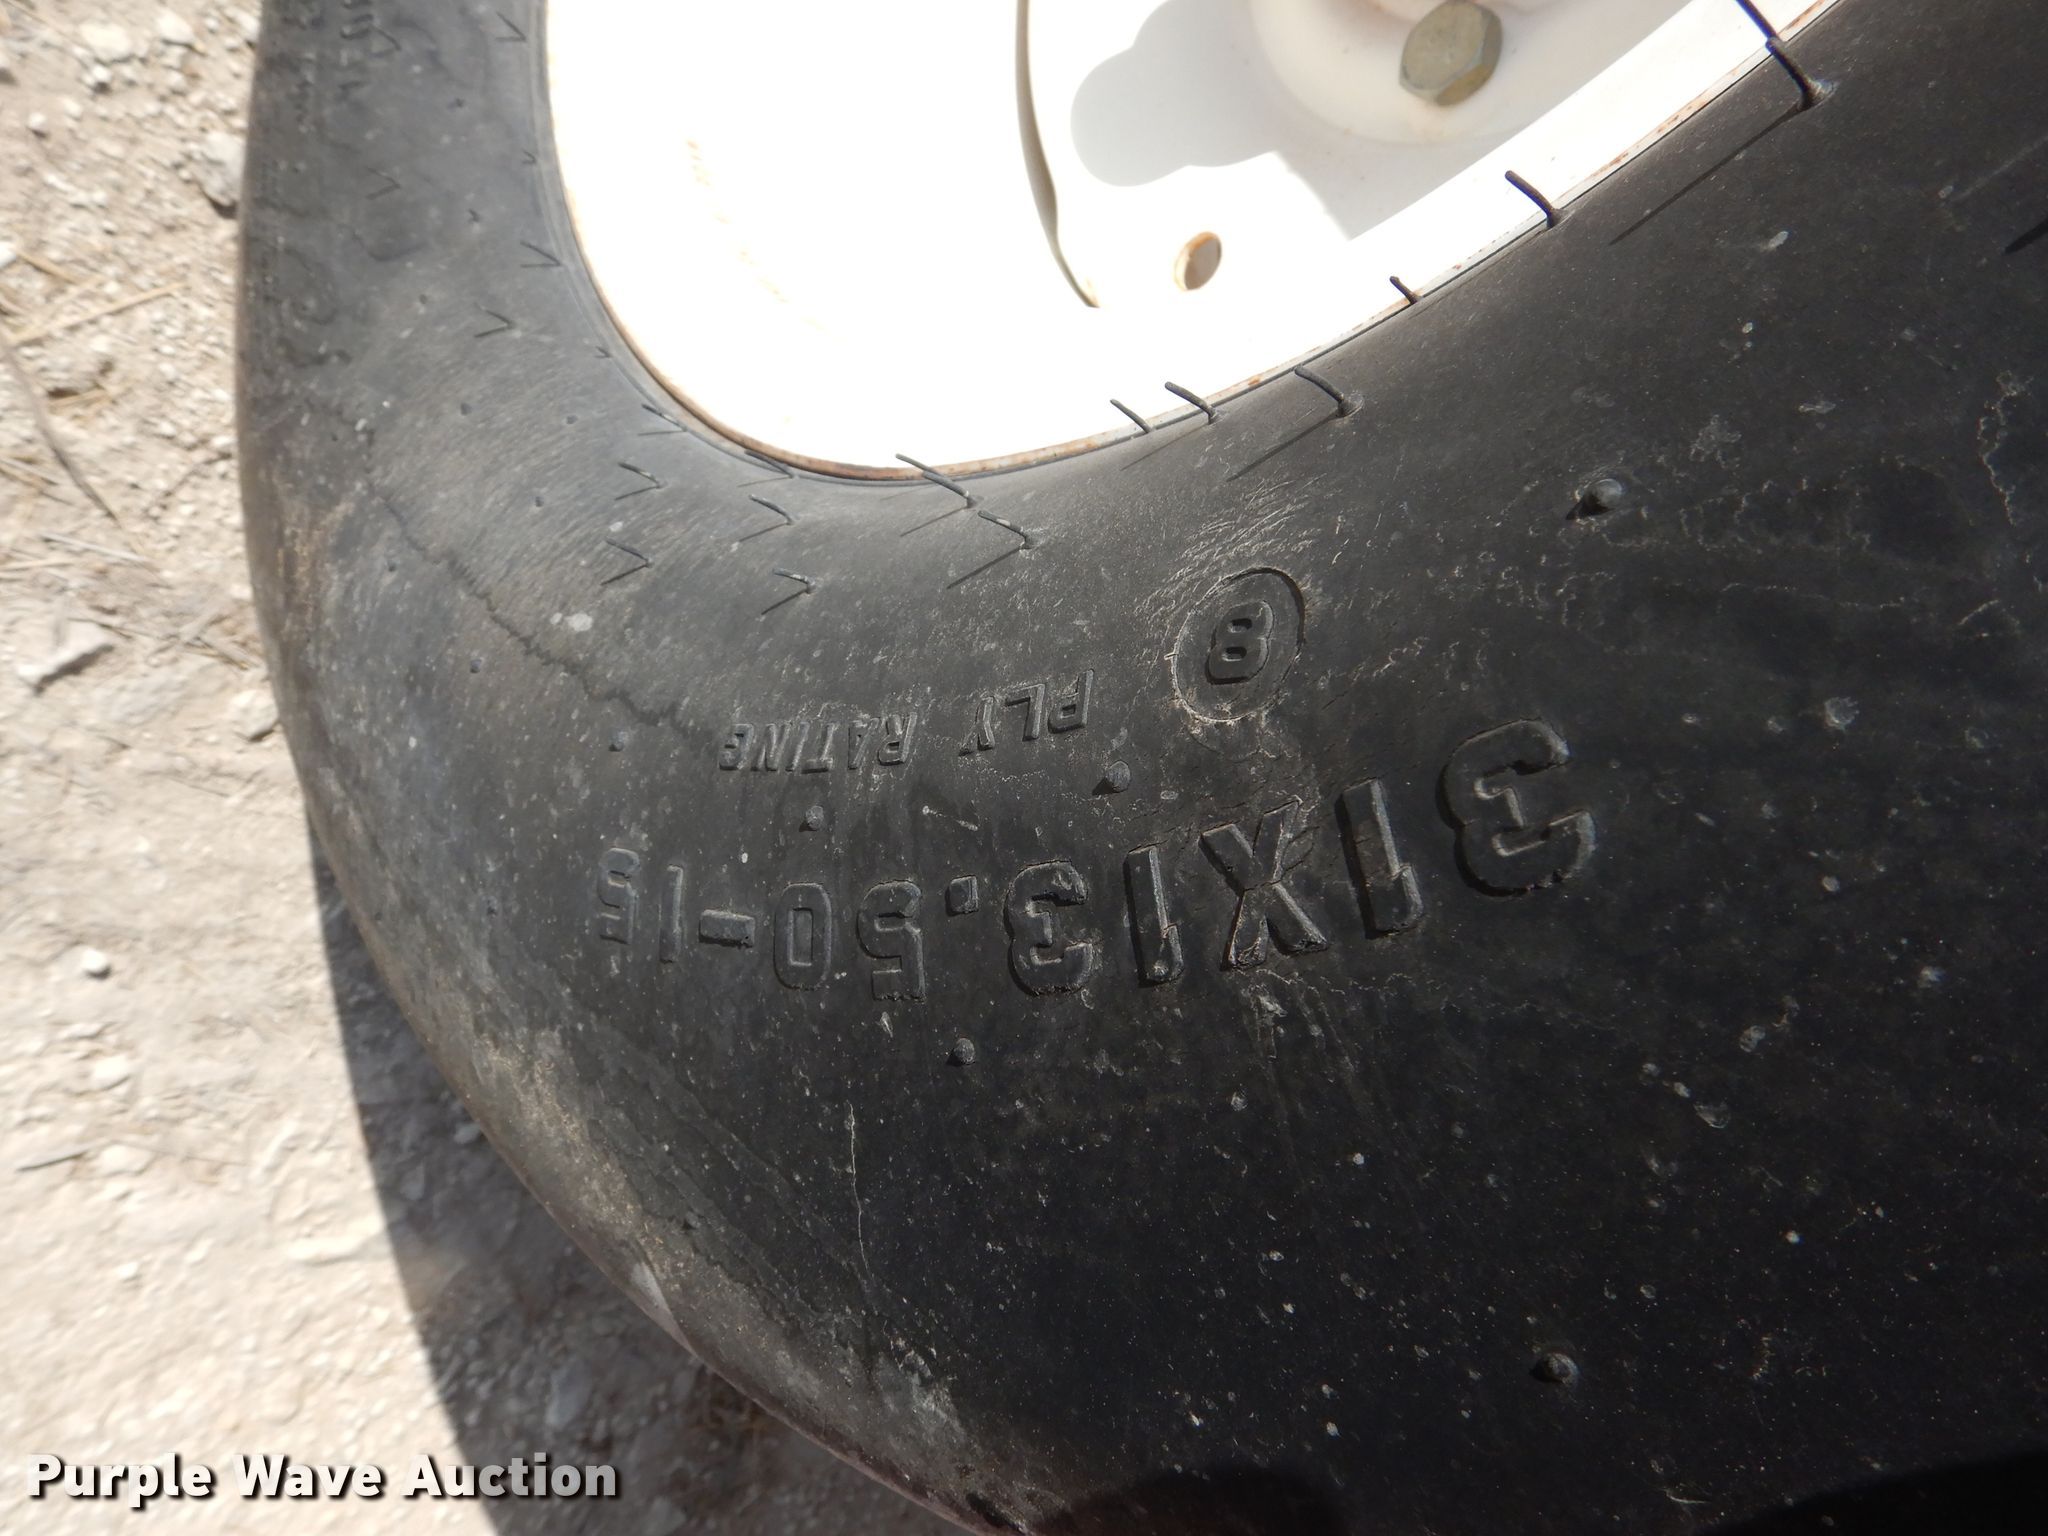 31X13.50-15
8 PLY RATING
Purple Wave Auction